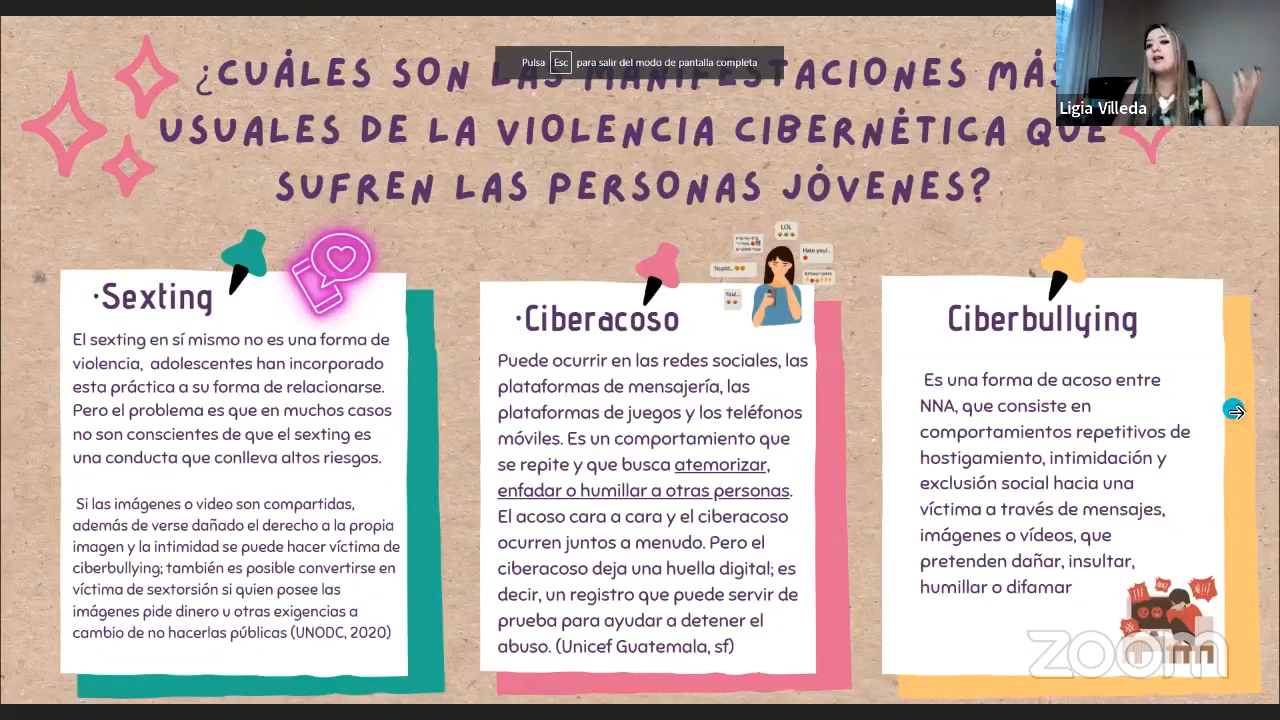 Pulsa Esc para salir del modo de pantalla completa
¿CUÁLES SON LAS MANIFESTACIONES MÁS
USUALES DE LA VIOLENCIA CIBERNÉTICA QUE
SUFREN LAS PERSONAS JÓVENES?
Ligia Villeda
·Sexting
El sexting en sí mismo no es una forma de
violencia, adolescentes han incorporado
esta práctica a su forma de relacionarse.
Pero el problema es que en muchos casos
no son conscientes de que el sexting es
una conducta que conlleva altos riesgos.
Si las imágenes o video son compartidas,
además de verse dañado el derecho a la propia
imagen y la intimidad se puede hacer víctima de
ciberbullying; también es posible convertirse en
víctima de sextorsión si quien posee las
imágenes pide dinero u otras exigencias a
cambio de no hacerlas públicas (UNODC, 2020)
LOL
Hate you!..
Stupid...
·Ciberacoso
Puede ocurrir en las redes sociales, las
plataformas de mensajería, las
plataformas de juegos y los teléfonos
móviles. Es un comportamiento que
se repite y que busca atemorizar,
enfadar o humillar a otras personas.
El acoso cara a cara y el ciberacoso
ocurren juntos a menudo. Pero el
ciberacoso deja una huella digital; es
decir, un registro que puede servir de
prueba para ayudar a detener el
abuso. (Unicef Guatemala, sf)
Ciberbullying
Es una forma de acoso entre
NNA, que consiste en
comportamientos repetitivos de
hostigamiento, intimidación y
exclusión social hacia una
víctima a través de mensajes,
imágenes o vídeos, que
pretenden dañar, insultar,
humillar o difamar
zoom